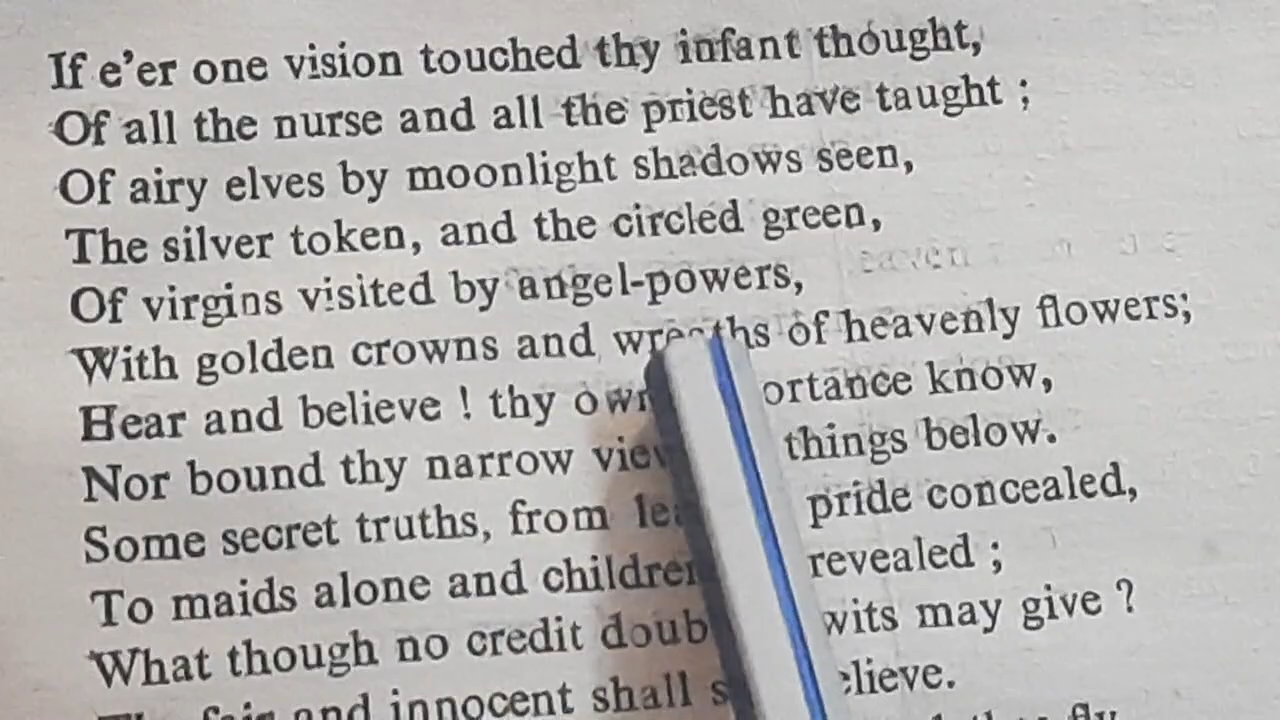 If e'er one vision touched thy infant thought,
Of all the nurse and all the priest have taught ;
Of airy elves by moonlight shadows seen,
The silver token, and the circled green,
Of virgins visited by angel-powers,
With golden crowns and wreaths of heavenly flowers;
Hear and believe ! thy own ortance know,
Nor bound thy narrow view things below.
Some secret truths, from pride concealed,
To maids alone and children revealed ;
What though no credit doub wits may give ?
fair and innocent shall elieve.